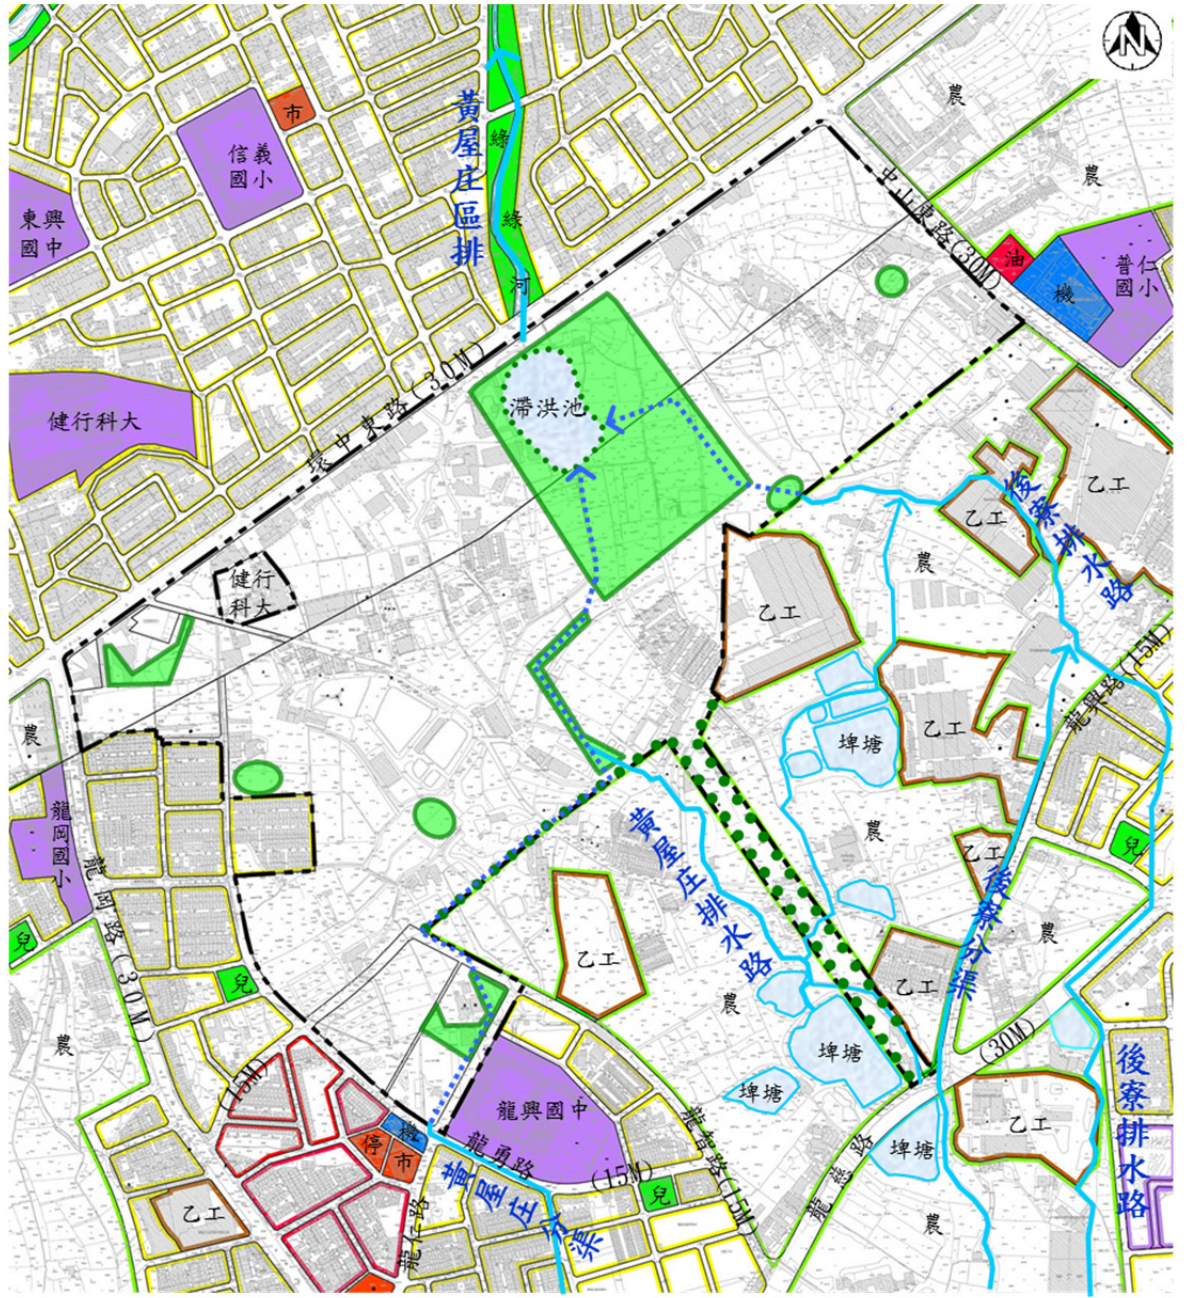 N
農
市
黃屋庄區排
綠
信義
國小
農
中山東路(30M)
東興
國中
綠
油
普仁
國小
河
機
環中東路(30M)
滯洪池
健行科大
乙工
後寮排水路
乙工
農
健行
科大
乙工
龍興路(15M)
農
乙工
埤塘
龍岡國小
黃屋庄排水路
農
兒
乙工
龍岡路(30M)
後寮分渠
兒
農
乙工
兒
乙工
農
農
(30M)
埤塘
後寮排水路
(15M)
埤塘
龍興國中
乙工
機
停
市
龍勇路
(15M)
龍智路(15M)
埤塘
龍慈路
黃屋庄分渠
兒
乙工
龍仁路
農